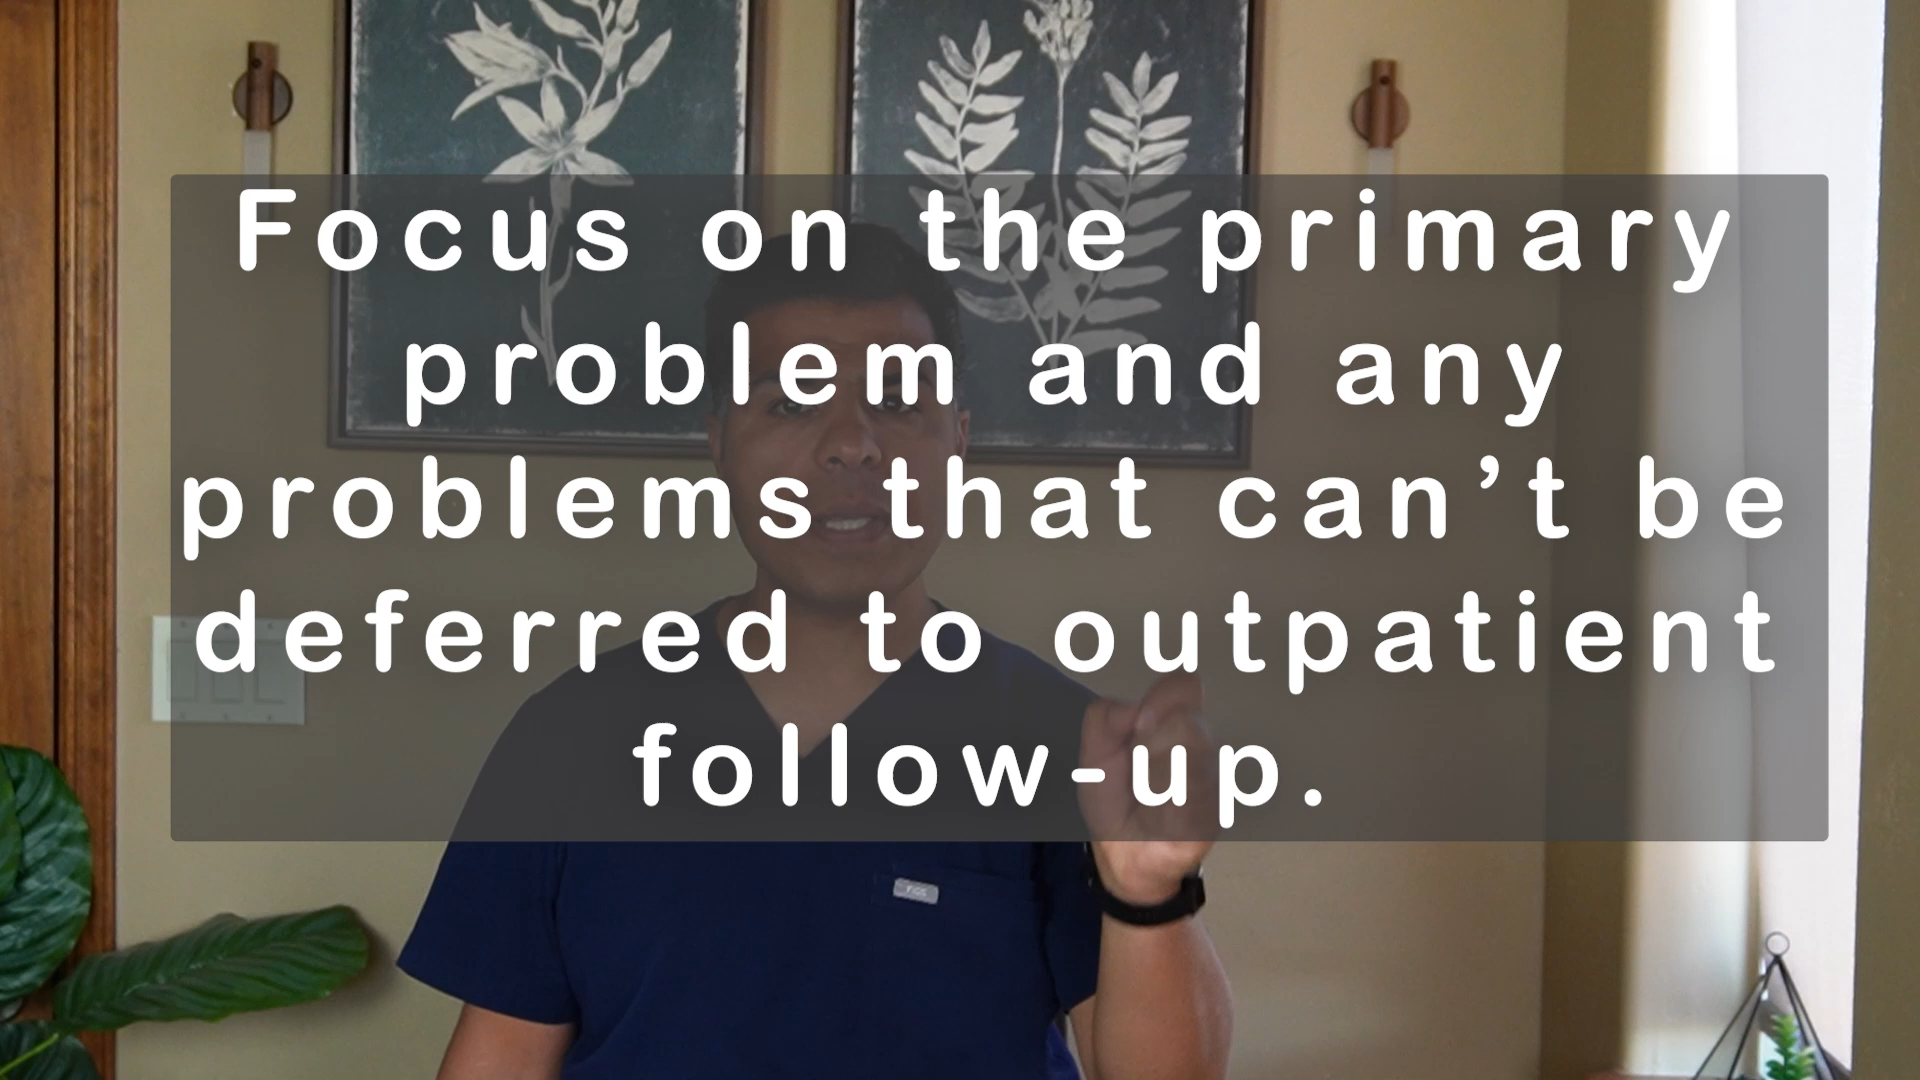 Focus on the primary
problem and any
problems that can’t be
deferred to outpatient
follow-up.